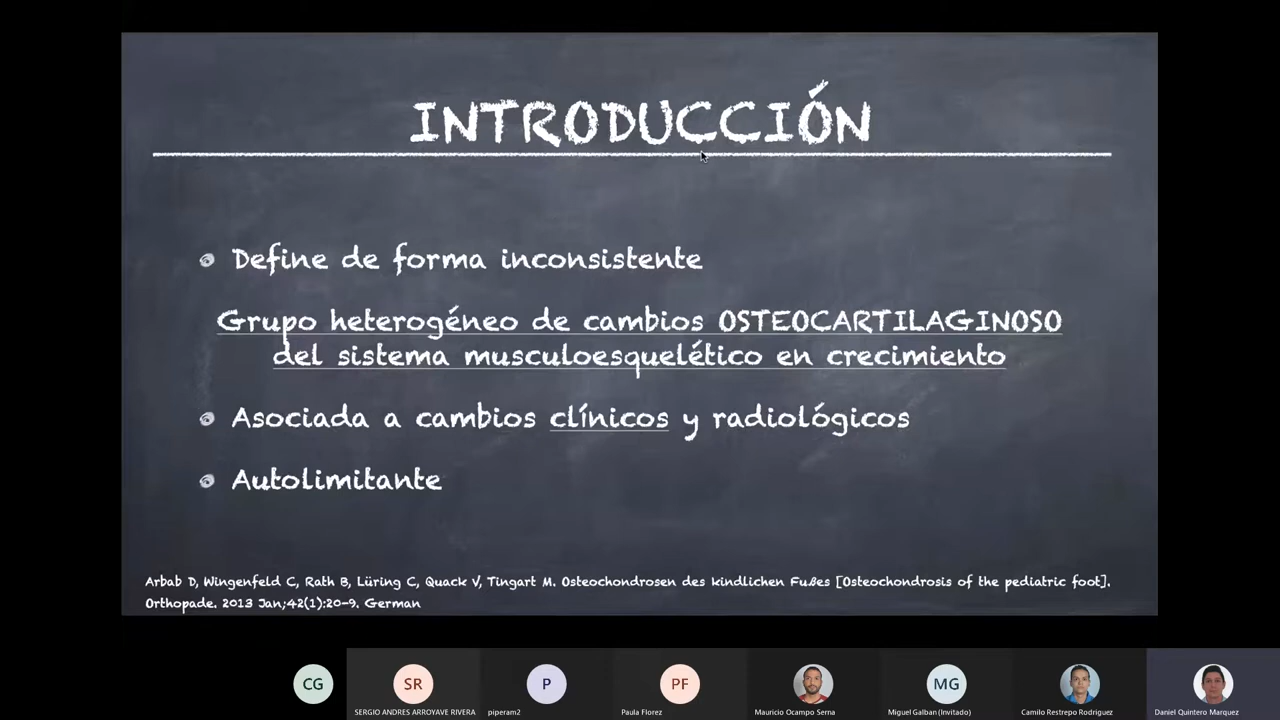 INTRODUCCIÓN
Define de forma inconsistente
Grupo heterogéneo de cambios OSTEOCARTILAGINOSO
del sistema musculoesquelético en crecimiento
Asociada a cambios clínicos y radiológicos
Autolimitante
Arbab D, Wingenfeld C, Rath B, Lüring C, Quack V, Tingart M. Osteochondrosen des kindlichen Fußes [Osteochondrosis of the pediatric foot].
Orthopade. 2013 Jan;42(1):20-9. German
CG
SR
P
PF
MG
SERGIO ANDRES ARROYAVE RIVERA
piperam2
Paula Florez
Mauricio Ocampo Serna
Miguel Galban (Invitado)
Camilo Restrepo Rodriguez
Daniel Quintero Marquez